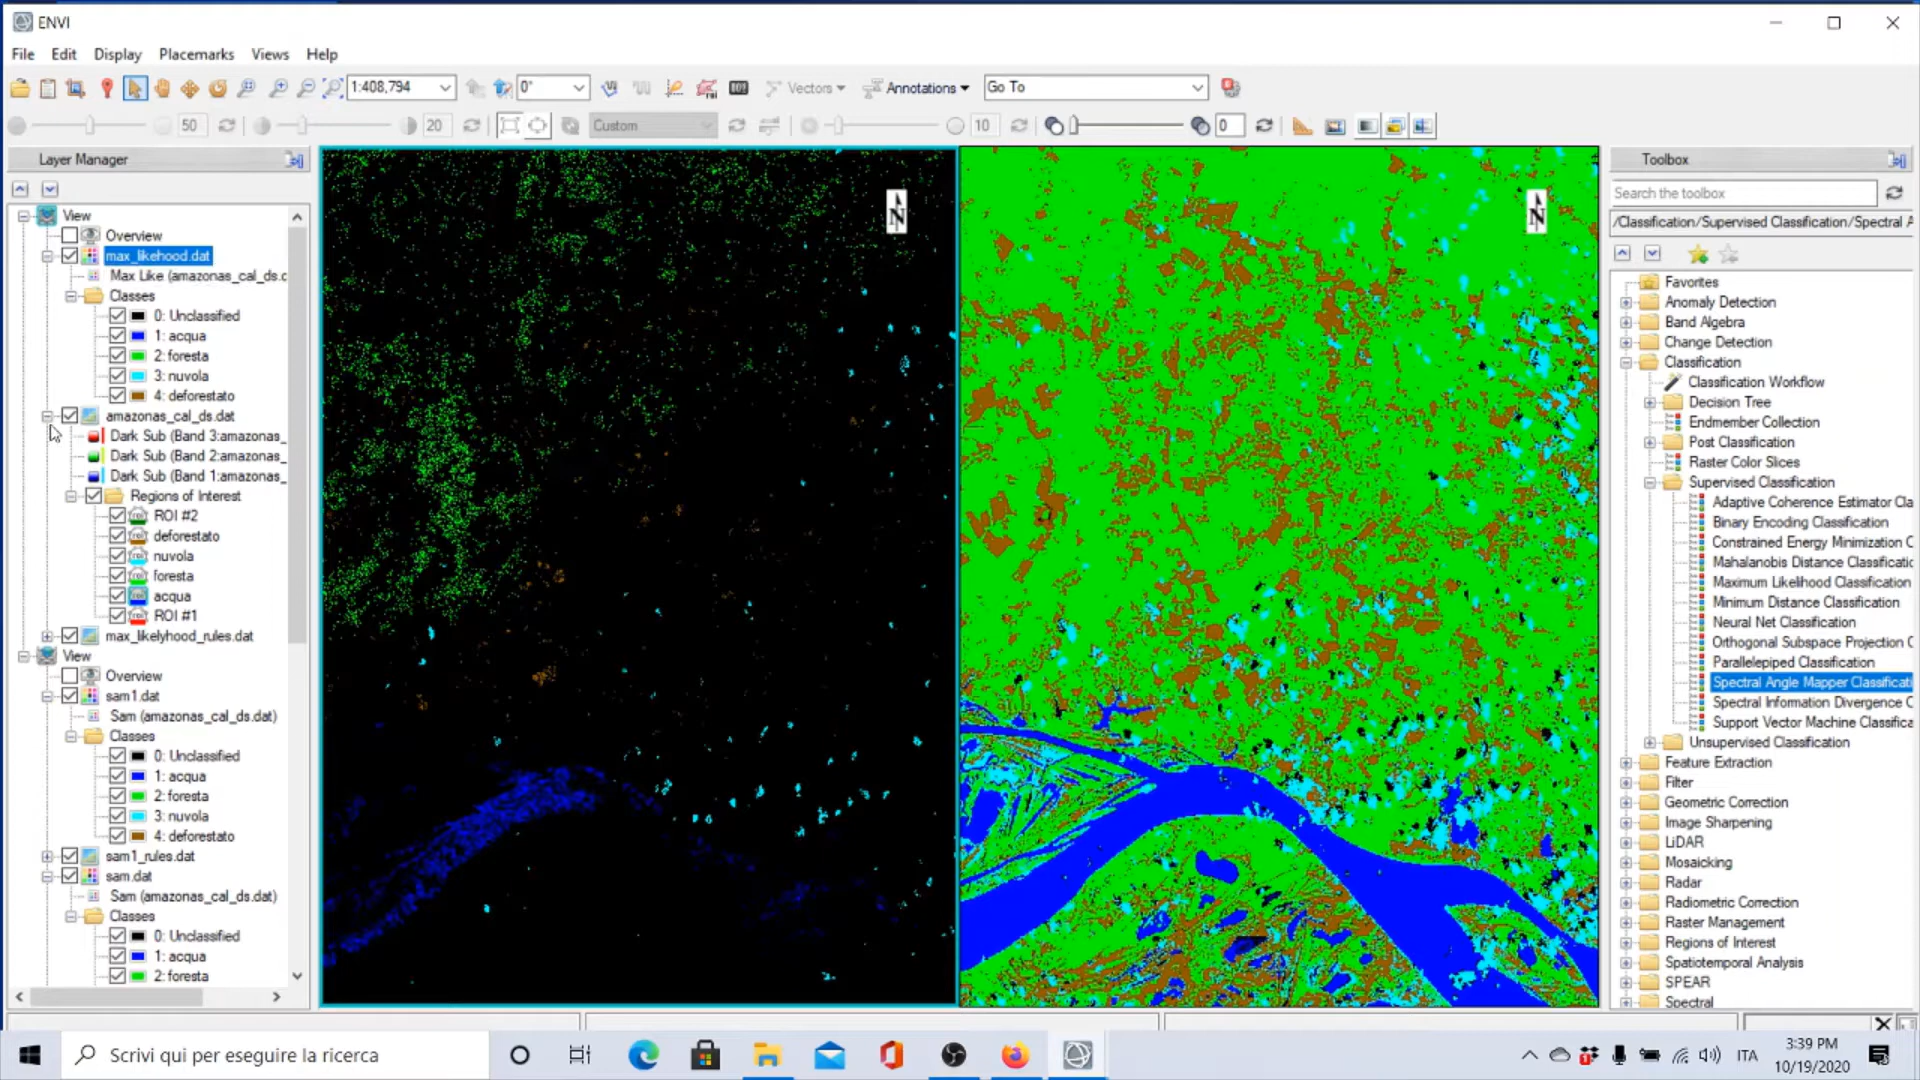 ENVI
File Edit Display Placemarks Views Help
1:408,794 0° Vectors Annotations Go To
50 20 Custom 10 0
Layer Manager
View
Overview
max_likehood.dat
Max Like (amazonas_cal_ds.d
Classes
0: Unclassified
1: acqua
2: foresta
3: nuvola
4: deforestato
amazonas_cal_ds.dat
Dark Sub (Band 3:amazonas_
Dark Sub (Band 2:amazonas_
Dark Sub (Band 1:amazonas_
Regions of Interest
ROI #2
deforestato
nuvola
foresta
acqua
ROI #1
max_likelyhood_rules.dat
View
Overview
sam1.dat
Sam (amazonas_cal_ds.dat)
Classes
0: Unclassified
1: acqua
2: foresta
3: nuvola
4: deforestato
sam1_rules.dat
sam.dat
Sam (amazonas_cal_ds.dat)
Classes
0: Unclassified
1: acqua
2: foresta
N
N
Toolbox
Search the toolbox
/Classification/Supervised Classification/Spectral A
Favorites
Anomaly Detection
Band Algebra
Change Detection
Classification
Classification Workflow
Decision Tree
Endmember Collection
Post Classification
Raster Color Slices
Supervised Classification
Adaptive Coherence Estimator Cla
Binary Encoding Classification
Constrained Energy Minimization C
Mahalanobis Distance Classificatio
Maximum Likelihood Classification
Minimum Distance Classification
Neural Net Classification
Orthogonal Subspace Projection C
Parallelepiped Classification
Spectral Angle Mapper Classificati
Spectral Information Divergence C
Support Vector Machine Classifica
Unsupervised Classification
Feature Extraction
Filter
Geometric Correction
Image Sharpening
LiDAR
Mosaicking
Radar
Radiometric Correction
Raster Management
Regions of Interest
Spatiotemporal Analysis
SPEAR
Spectral
Scrivi qui per eseguire la ricerca
ITA
3:39 PM
10/19/2020